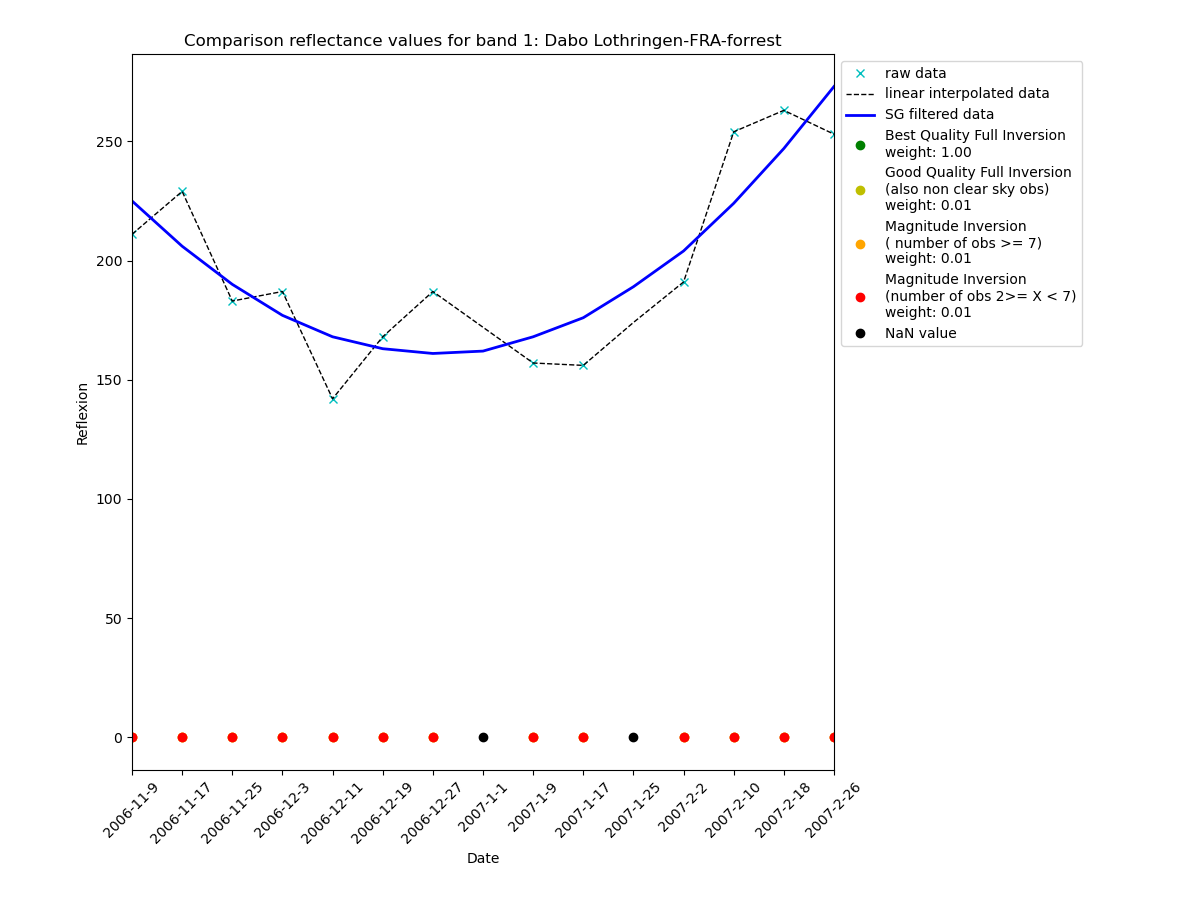 Comparison reflectance values for band 1: Dabo Lothringen-FRA-forrest
raw data
linear interpolated data
SG filtered data
Best Quality Full Inversion
weight: 1.00
Good Quality Full Inversion
(also non clear sky obs)
weight: 0.01
Magnitude Inversion
( number of obs >= 7)
weight: 0.01
Magnitude Inversion
(number of obs 2>= X < 7)
weight: 0.01
NaN value
Reflexion
250
200
150
100
50
0
2006-11-9
2006-11-17
2006-11-25
2006-12-3
2006-12-11
2006-12-19
2006-12-27
2007-1-1
2007-1-9
2007-1-17
2007-1-25
2007-2-2
2007-2-10
2007-2-18
2007-2-26
Date